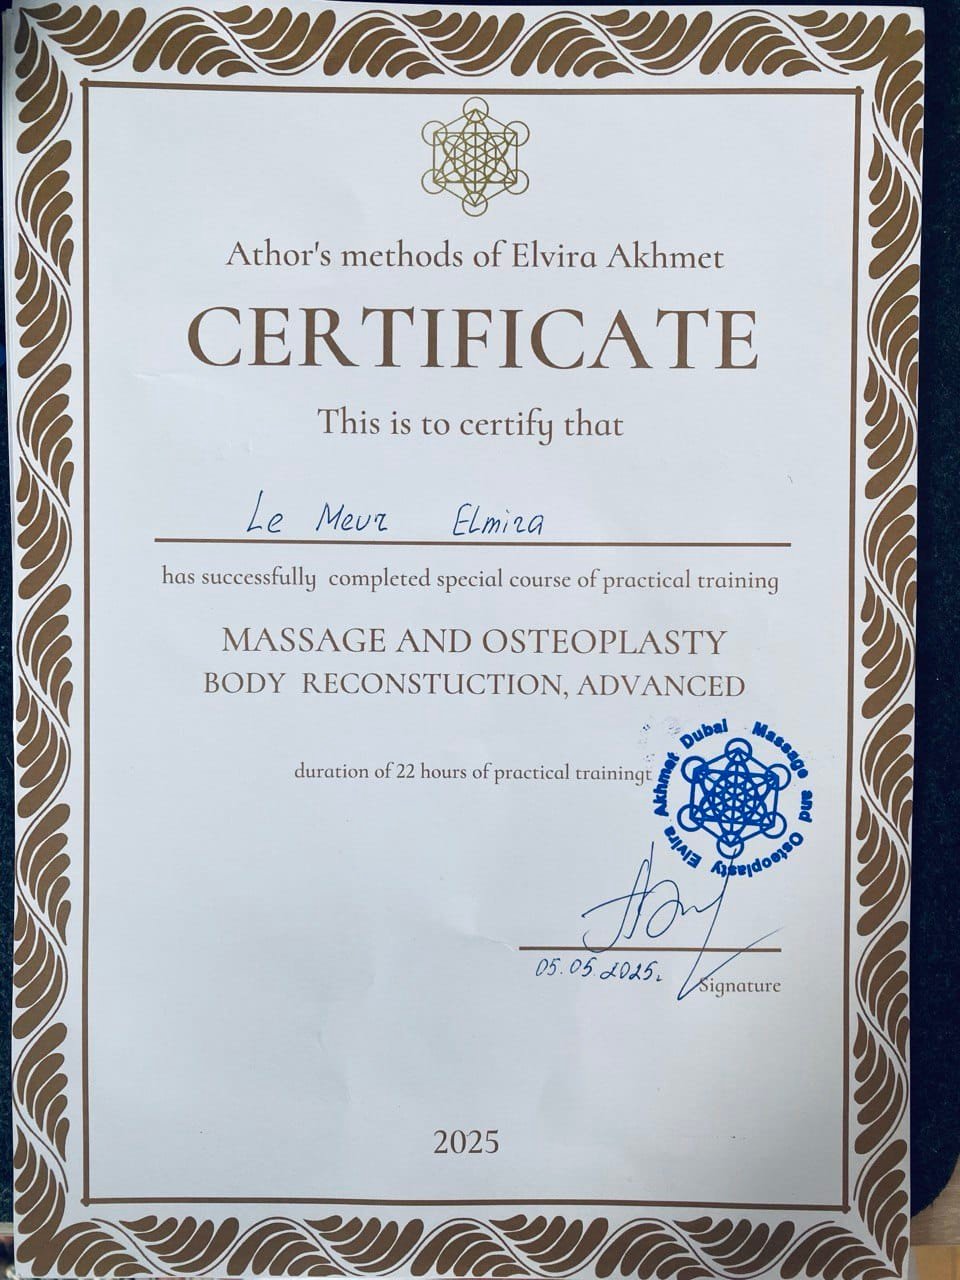 Athor's methods of Elvira Akhmet
CERTIFICATE
This is to certify that
Le Meur Elmira
has successfully completed special course of practical training
MASSAGE AND OSTEOPLASTY
BODY RECONSTUCTION, ADVANCED
duration of 22 hours of practical trainingt
Elvira Akhmet Dubai Massage and Osteoplasty
05.05.2025г.
Signature
2025